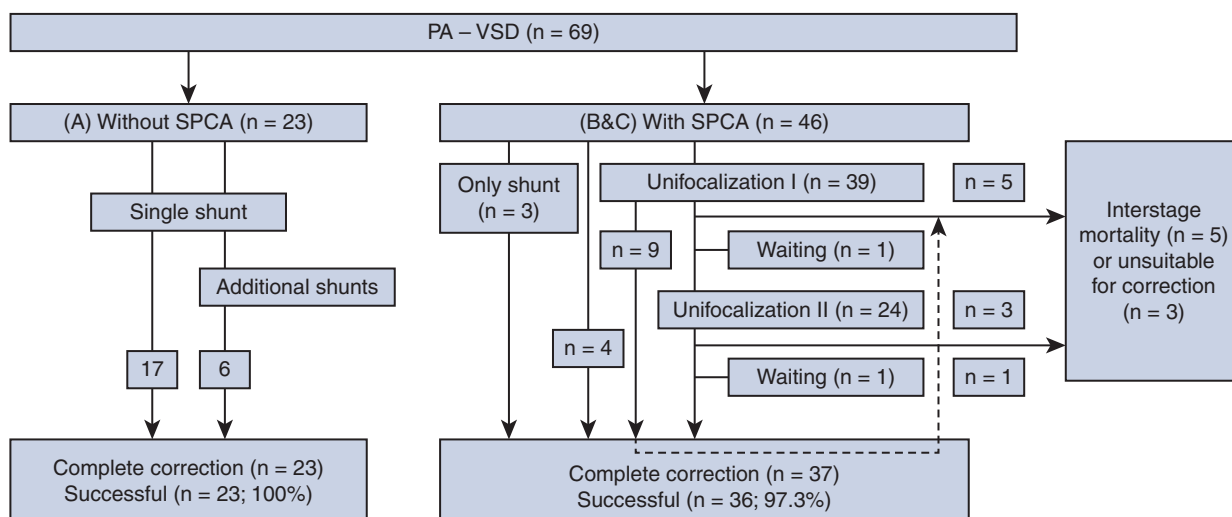 PA – VSD (n = 69)
(A) Without SPCA (n = 23)
(B&C) With SPCA (n = 46)
Single shunt
Additional shunts
17
6
Complete correction (n = 23)
Successful (n = 23; 100%)
Only shunt
(n = 3)
n = 4
Unifocalization I (n = 39)
n = 9
Waiting (n = 1)
Unifocalization II (n = 24)
Waiting (n = 1)
n = 5
n = 3
n = 1
Interstage
mortality (n = 5)
or unsuitable
for correction
(n = 3)
Complete correction (n = 37)
Successful (n = 36; 97.3%)